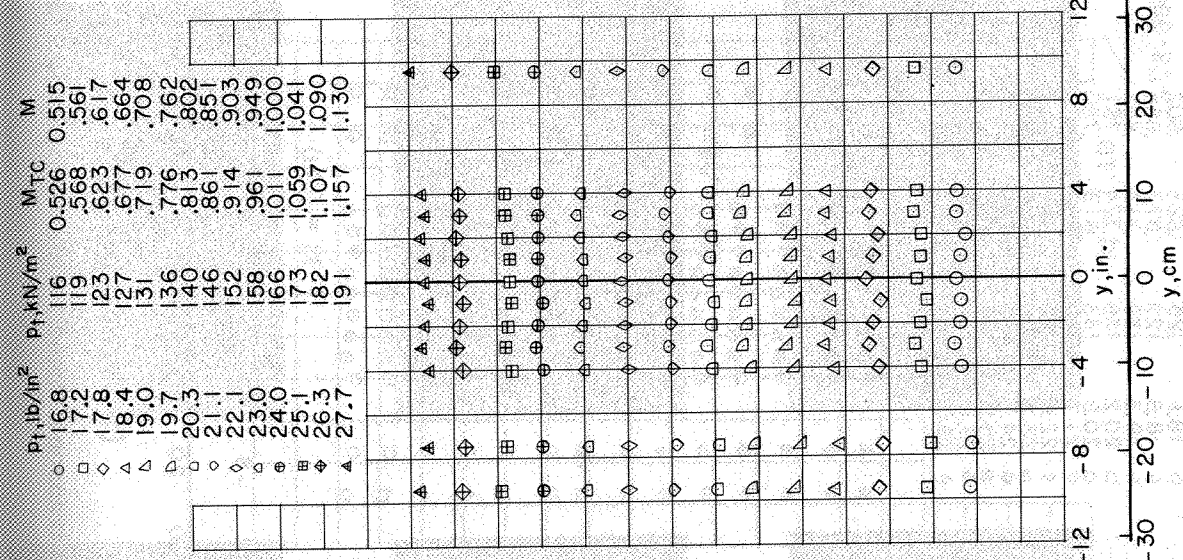 pt,lb/in² pt,kN/m² MTC M
16.8 116 0.526 0.515
17.2 119 .568 .561
17.8 123 .623 .617
18.4 127 .677 .664
19.0 131 .719 .708
19.7 136 .776 .762
20.3 140 .813 .802
21.1 146 .861 .851
22.1 152 .914 .903
23.0 158 .961 .949
24.0 166 1.011 1.000
25.1 173 1.059 1.041
26.3 182 1.107 1.090
27.7 191 1.157 1.130
-12 -8 -4 0 4 8 12
y,in.
-30 -20 -10 0 10 20 30
y,cm